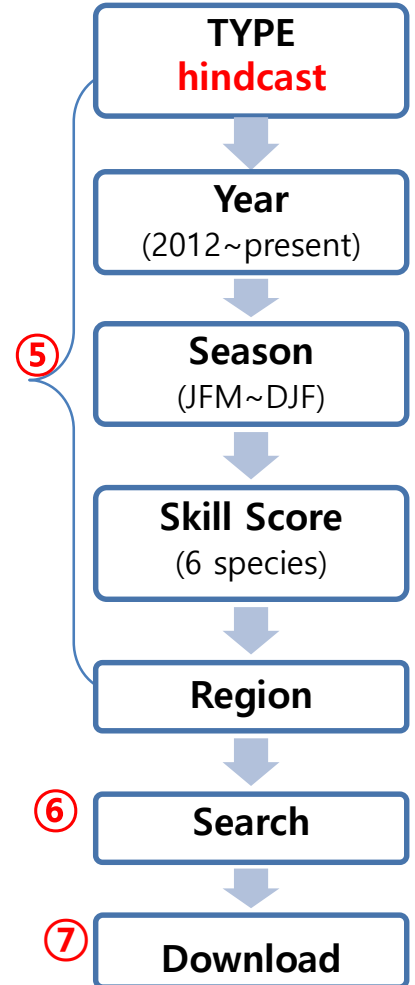 TYPE
hindcast
Year
(2012~present)
⑤
Season
(JFM~DJF)
Skill Score
(6 species)
Region
⑥
Search
⑦
Download